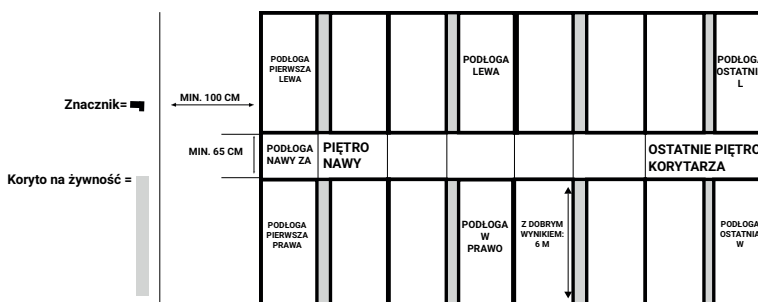 PODŁOGA
PIERWSZA
LEWA
PODŁOGA
LEWA
PODŁOGA
OSTATNIA
L
Znacznik=
MIN. 100 CM
MIN. 65 CM
PODŁOGA
NAWY ZA
PIĘTRO
NAWY
OSTATNIE PIĘTRO
KORYTARZA
Koryto na żywność =
PODŁOGA
PIERWSZA
PRAWA
PODŁOGA
W
PRAWO
Z DOBRYM
WYNIKIEM:
6 M
PODŁOGA
OSTATNIA
W